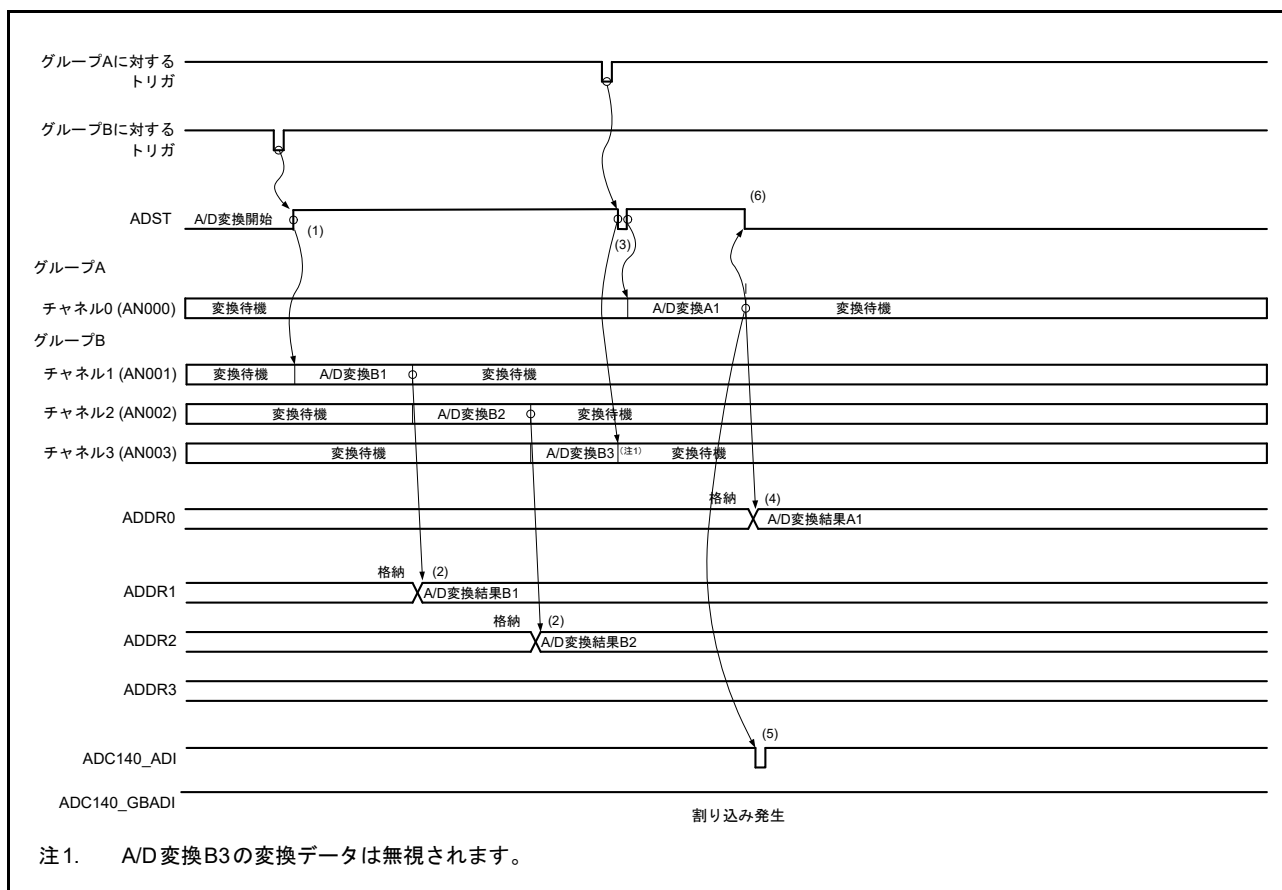 グループAに対する
トリガ
グループBに対する
トリガ
ADST A/D変換開始 (1) (3) (6)
グループA
チャネル0 (AN000) 変換待機 A/D変換A1 変換待機
グループB
チャネル1 (AN001) 変換待機 A/D変換B1 変換待機
チャネル2 (AN002) 変換待機 A/D変換B2 変換待機
チャネル3 (AN003) 変換待機 A/D変換B3 (注1) 変換待機
格納 (4)
ADDR0 A/D変換結果A1
格納 (2)
ADDR1 A/D変換結果B1
格納 (2)
ADDR2 A/D変換結果B2
ADDR3
ADC140_ADI (5)
ADC140_GBADI
割り込み発生
注1. A/D変換B3の変換データは無視されます。